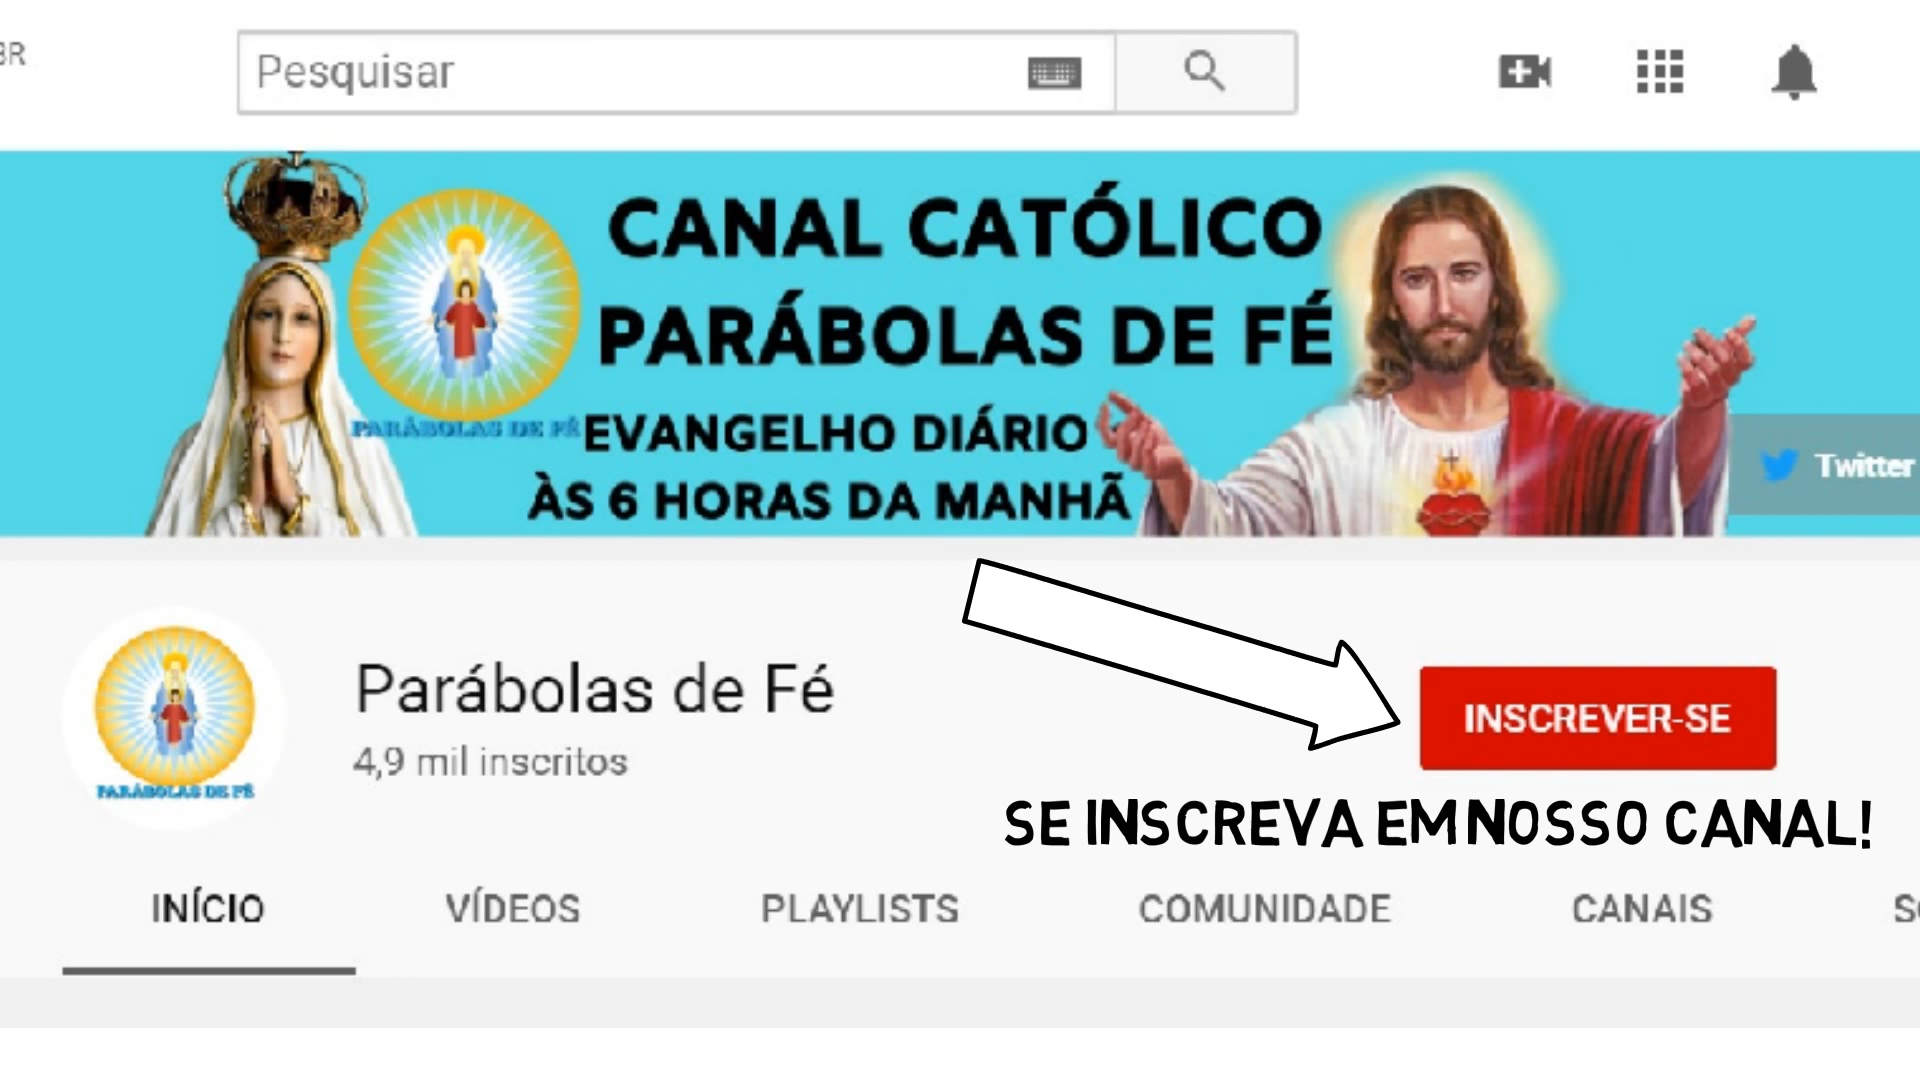 BR
Pesquisar
CANAL CATÓLICO
PARÁBOLAS DE FÉ
PARÁBOLAS DE FÉ
EVANGELHO DIÁRIO
ÀS 6 HORAS DA MANHÃ
Twitter
Parábolas de Fé
4,9 mil inscritos
PARÁBOLAS DE FÉ
INSCREVER-SE
SE INSCREVA EM NOSSO CANAL!
INÍCIO
VÍDEOS
PLAYLISTS
COMUNIDADE
CANAIS